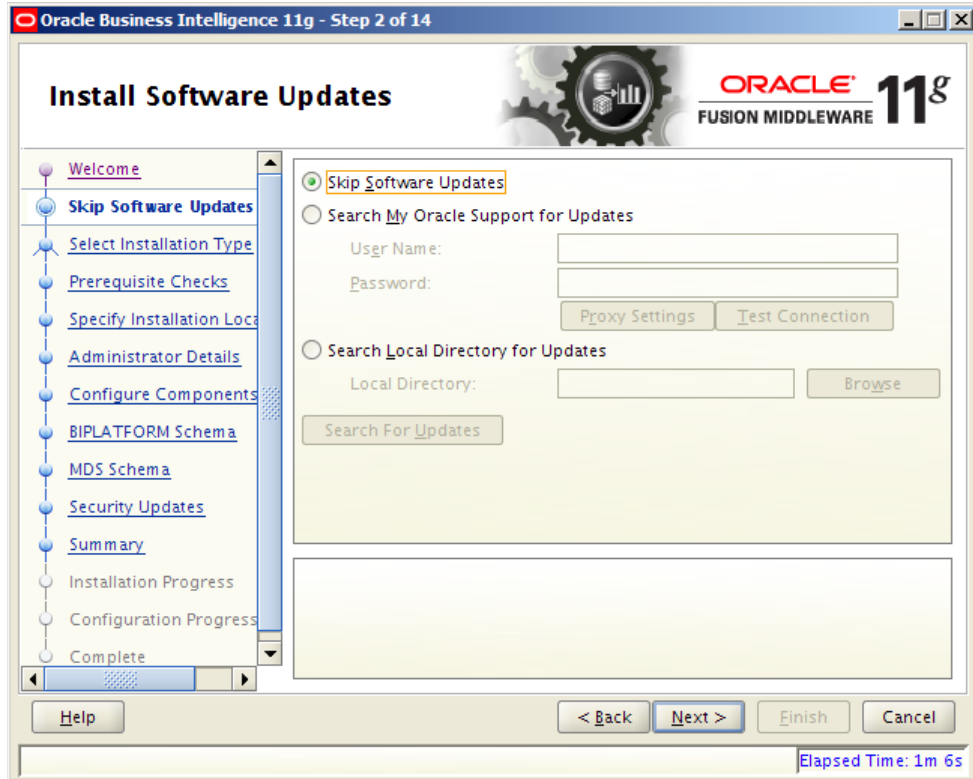 Oracle Business Intelligence 11g - Step 2 of 14
Install Software Updates
ORACLE
FUSION MIDDLEWARE 11g
Welcome
Skip Software Updates
Select Installation Type
Prerequisite Checks
Specify Installation Loca
Administrator Details
Configure Components
BIPLATFORM Schema
MDS Schema
Security Updates
Summary
Installation Progress
Configuration Progress
Complete
Skip Software Updates
Search My Oracle Support for Updates
User Name:
Password:
Proxy Settings Test Connection
Search Local Directory for Updates
Local Directory: Browse
Search For Updates
Help < Back Next > Finish Cancel
Elapsed Time: 1m 6s